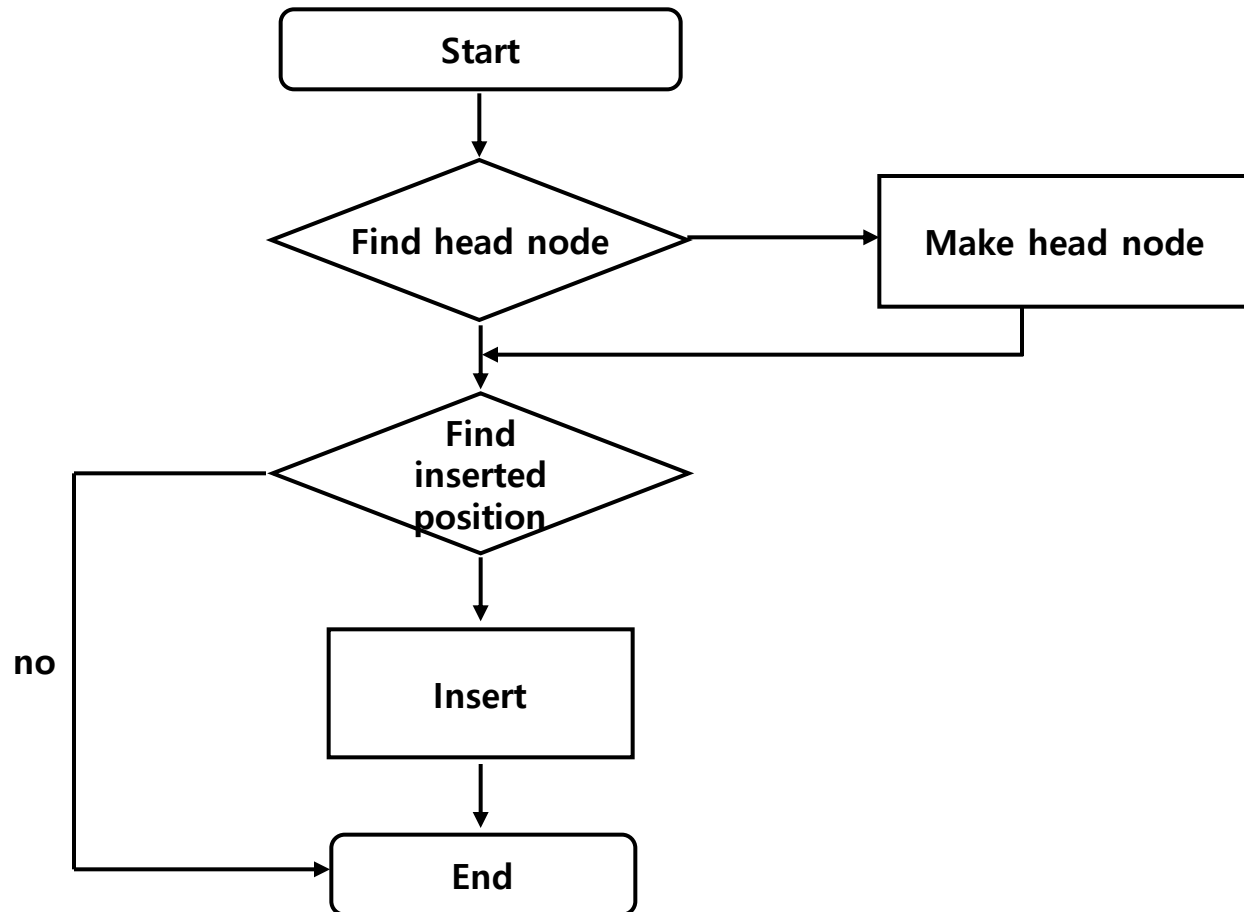 Start
Find head node
Make head node
Find
inserted
position
no
Insert
End